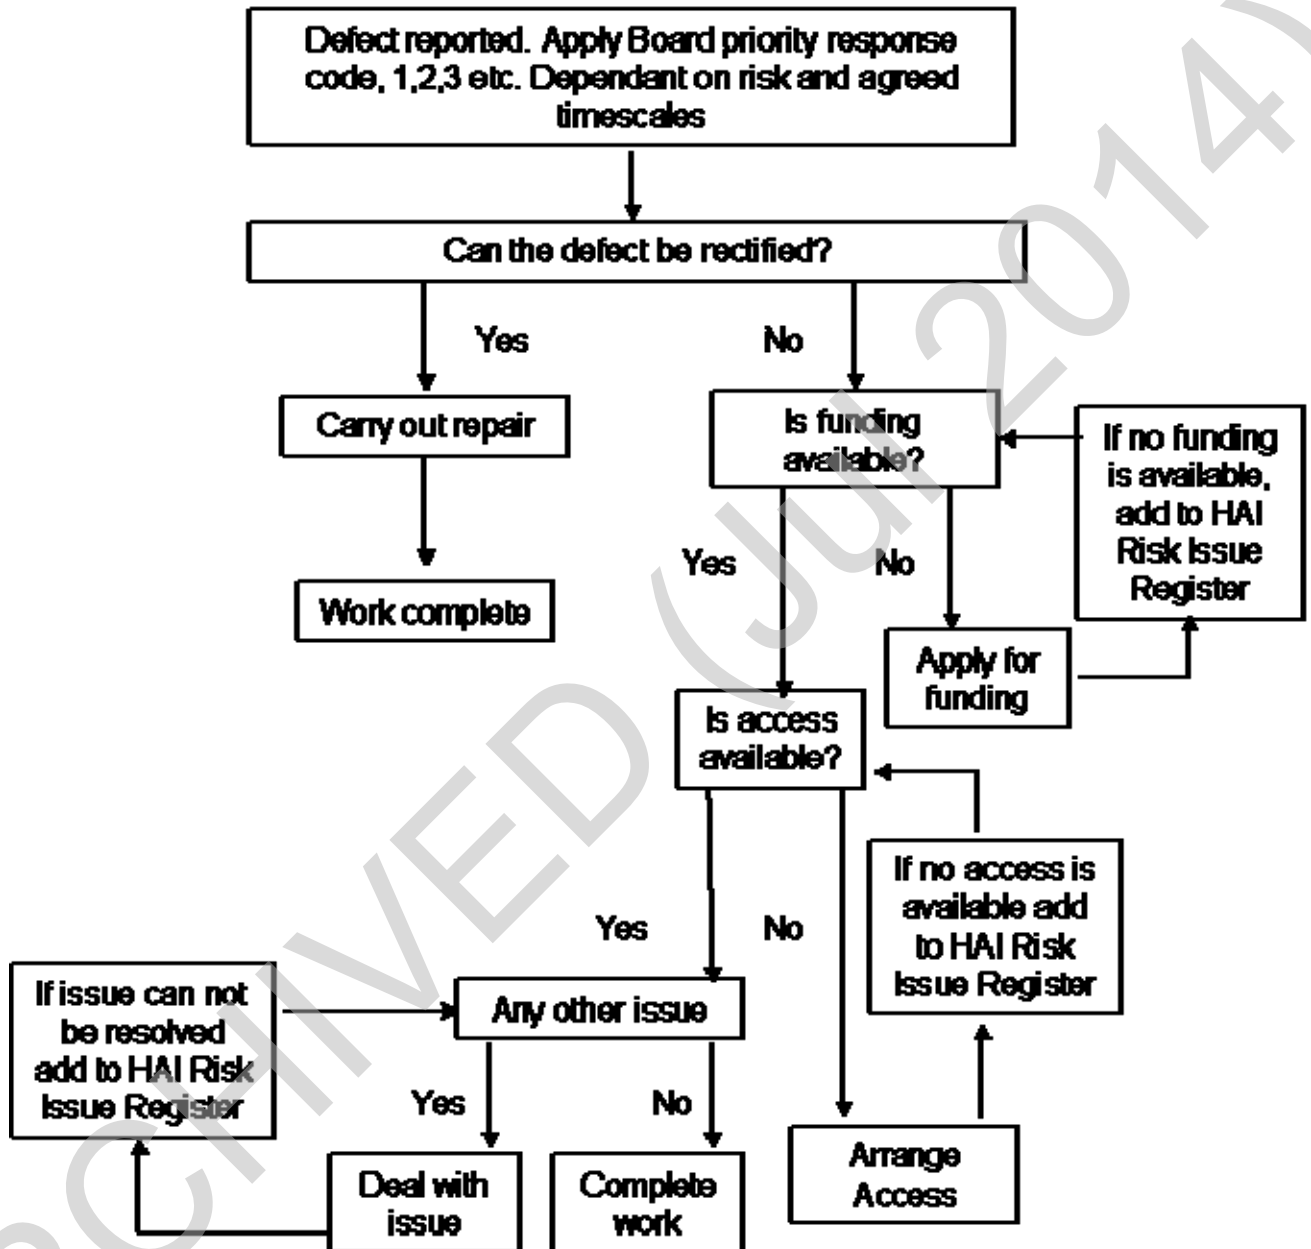 Defect reported. Apply Board priority response
code, 1,2,3 etc. Dependant on risk and agreed
timescales
Can the defect be rectified?
Yes
No
Carry out repair
Is funding
available?
If no funding
is available,
add to HAI
Risk Issue
Register
Yes
No
Work complete
Apply for
funding
Is access
available?
If no access is
available add
to HAI Risk
Issue Register
Yes
No
If issue can not
be resolved
add to HAI Risk
Issue Register
Any other issue
Yes
No
Deal with
issue
Complete
work
Arrange
Access
CHIVED (Jul 2014)